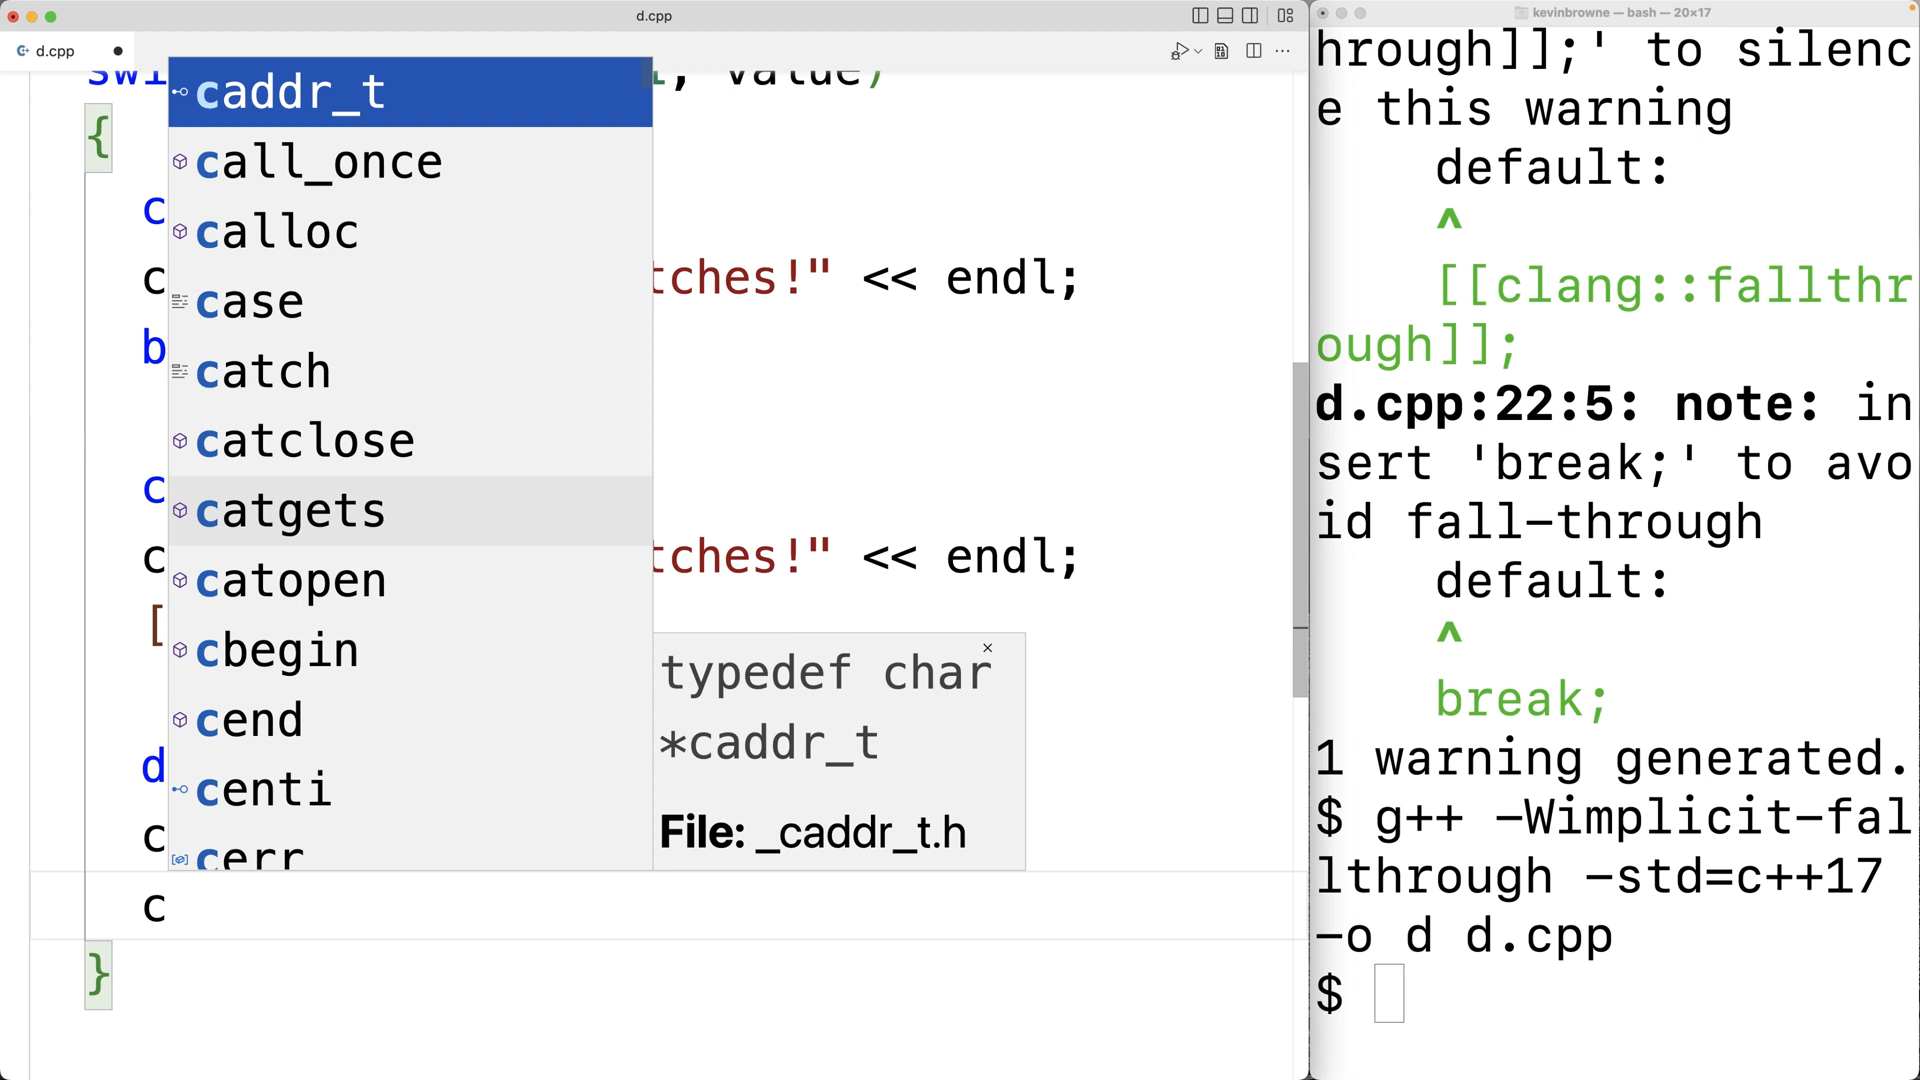 d.cpp
d.cpp
swi
, value)
{
c
c tches!" << endl;
b
c
c tches!" << endl;
[
d
c
c
}
caddr_t
call_once
calloc
case
catch
catclose
catgets
catopen
cbegin
cend
centi
cerr
typedef char
*caddr_t
File: _caddr_t.h
kevinbrowne — bash — 20×17
hrough]];' to silenc
e this warning
default:
^
[[clang::fallthr
ough]];
d.cpp:22:5: note: in
sert 'break;' to avo
id fall-through
default:
^
break;
1 warning generated.
$ g++ -Wimplicit-fal
lthrough -std=c++17
-o d d.cpp
$